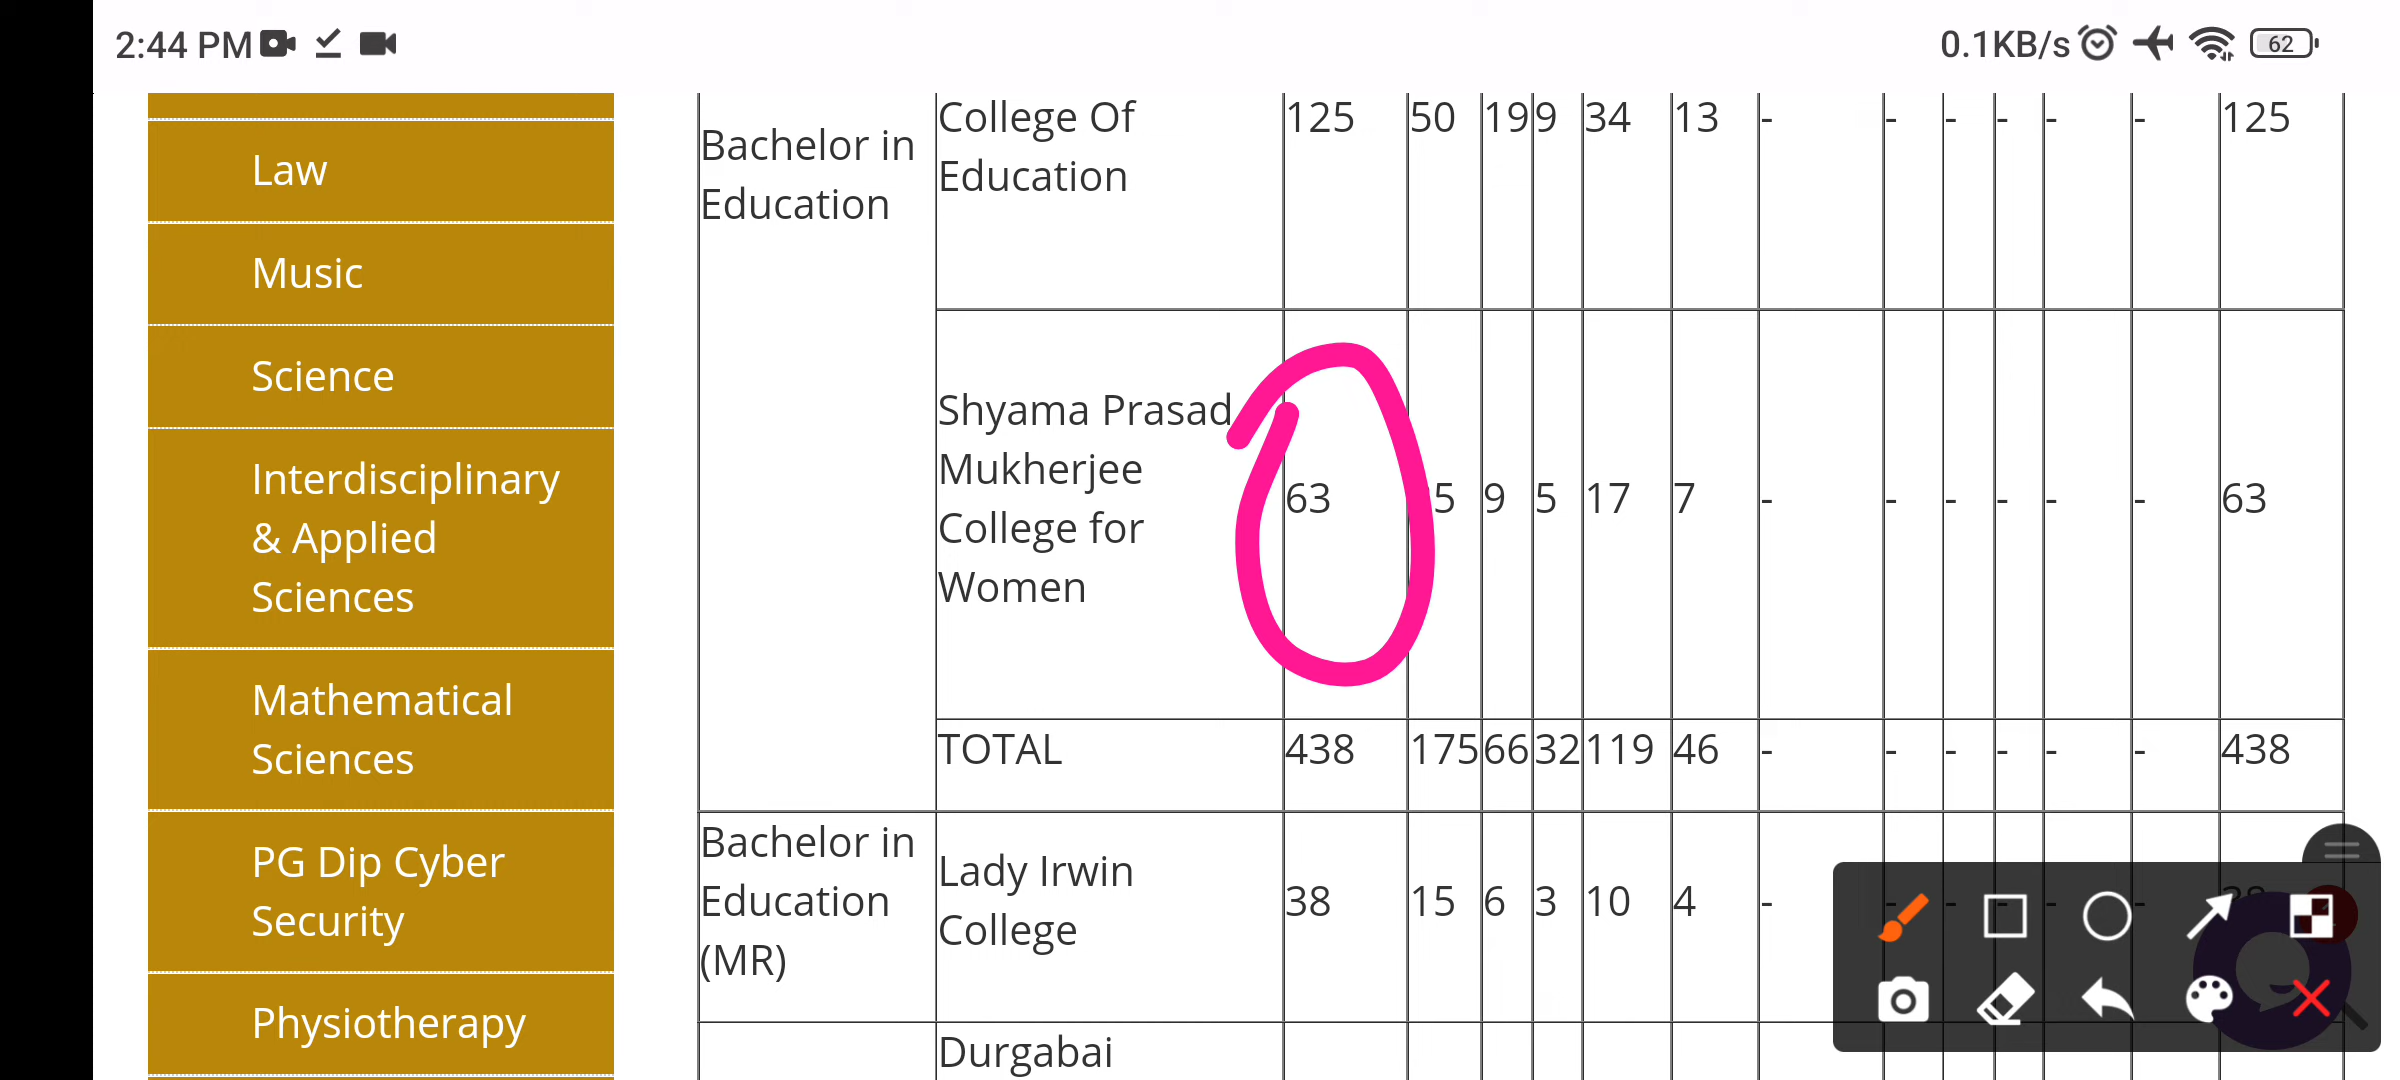 2:44 PM 0.1KB/s 62
Law
Music
Science
Interdisciplinary
& Applied
Sciences
Mathematical
Sciences
PG Dip Cyber
Security
Physiotherapy
Bachelor in
Education
College Of
Education
125 50 19 9 34 13 - - - - - - 125
Shyama Prasad
Mukherjee
College for
Women
63 5 9 5 17 7 - - - - - - 63
TOTAL 438 175 66 32 119 46 - - - - - - 438
Bachelor in
Education
(MR)
Lady Irwin
College
38 15 6 3 10 4 - - - - - - 38
Durgabai